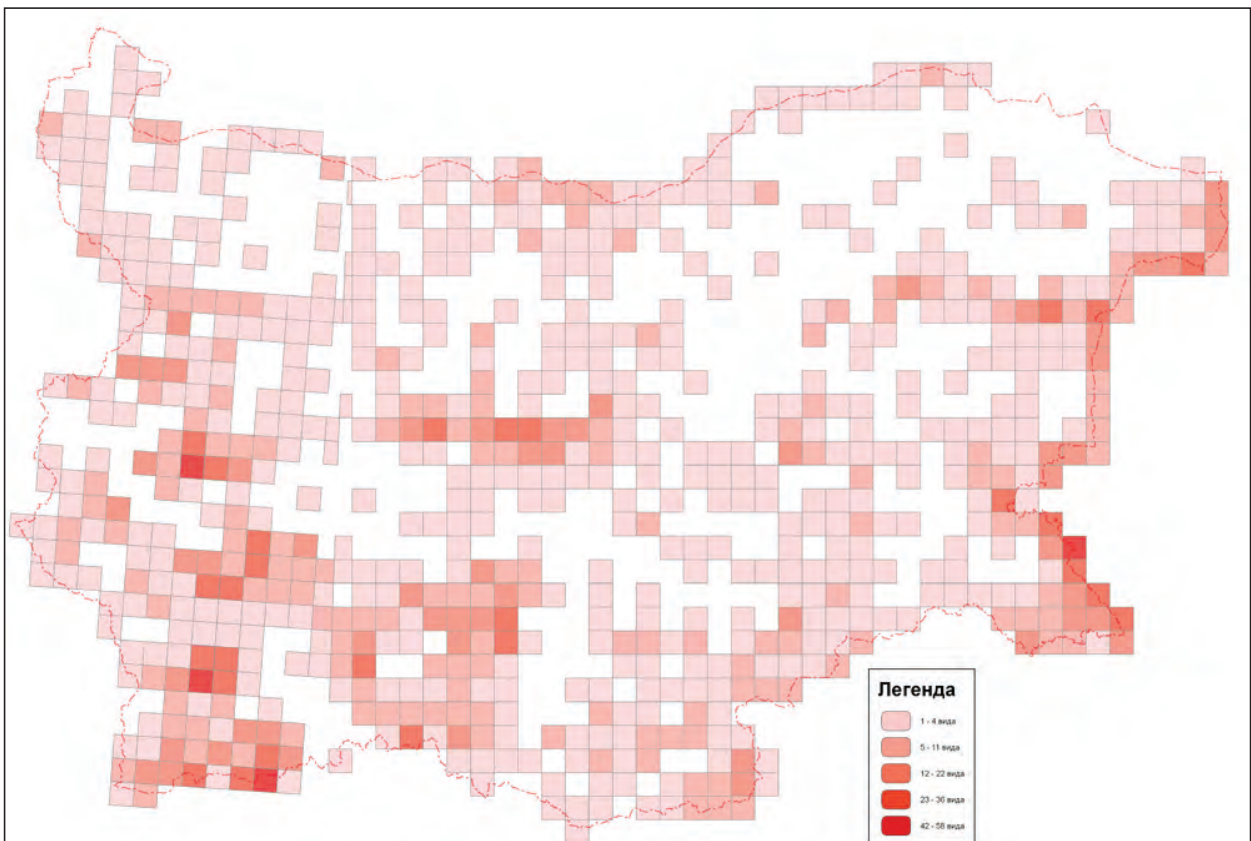 Легенда
1 - 4 вида
5 - 11 вида
12 - 22 вида
23 - 36 вида
42 - 58 вида